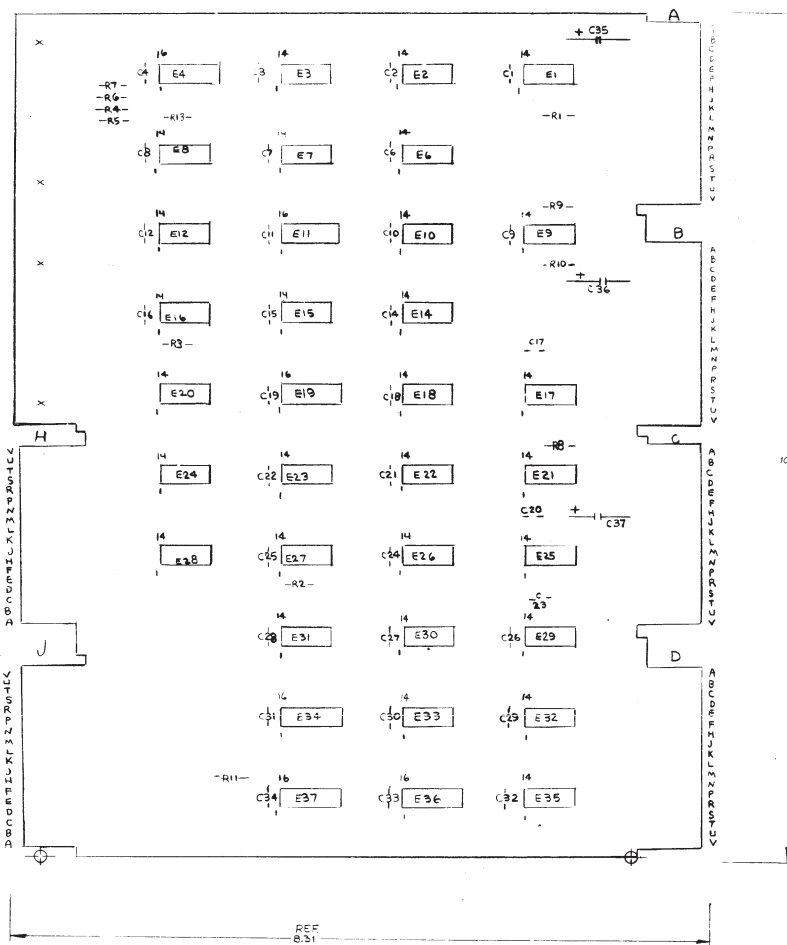 A
+ C35
16 14 14 14
C4 E4 3 E3 C2 E2 C1 E1
-R7-
-R6-
-R4-
-R5-
-R13- -R1-
14 14 14
C8 E8 C7 E7 C6 E6
-R9-
14 16 14 14
C12 E12 C11 E11 C10 E10 C9 E9
B
-R10-
+
C36
14 14 14
C16 E16 C15 E15 C14 E14
-R3- C17
14 16 14 14
E20 C19 E19 C18 E18 E17
H C
-R8-
14 14 14 14
E24 C22 E23 C21 E22 E21
C20 + C37
14 14 14 14
E28 C25 E27 C24 E26 E25
-R2-
C
23
14 14 14
C28 E31 C27 E30 C26 E29
J D
16 14 14
C31 E34 C30 E33 C29 E32
-R11-
16 16 14
C34 E37 C33 E36 C32 E35
A B C D E F H J K L M N P R S T U V
A B C D E F H J K L M N P R S T U V
A B C D E F H J K L M N P R S T U V
A B C D E F H J K L M N P R S T U V
V U T S R P N M L K J H F E D C B A
V U T S R P N M L K J H F E D C B A
10
REF
8.31